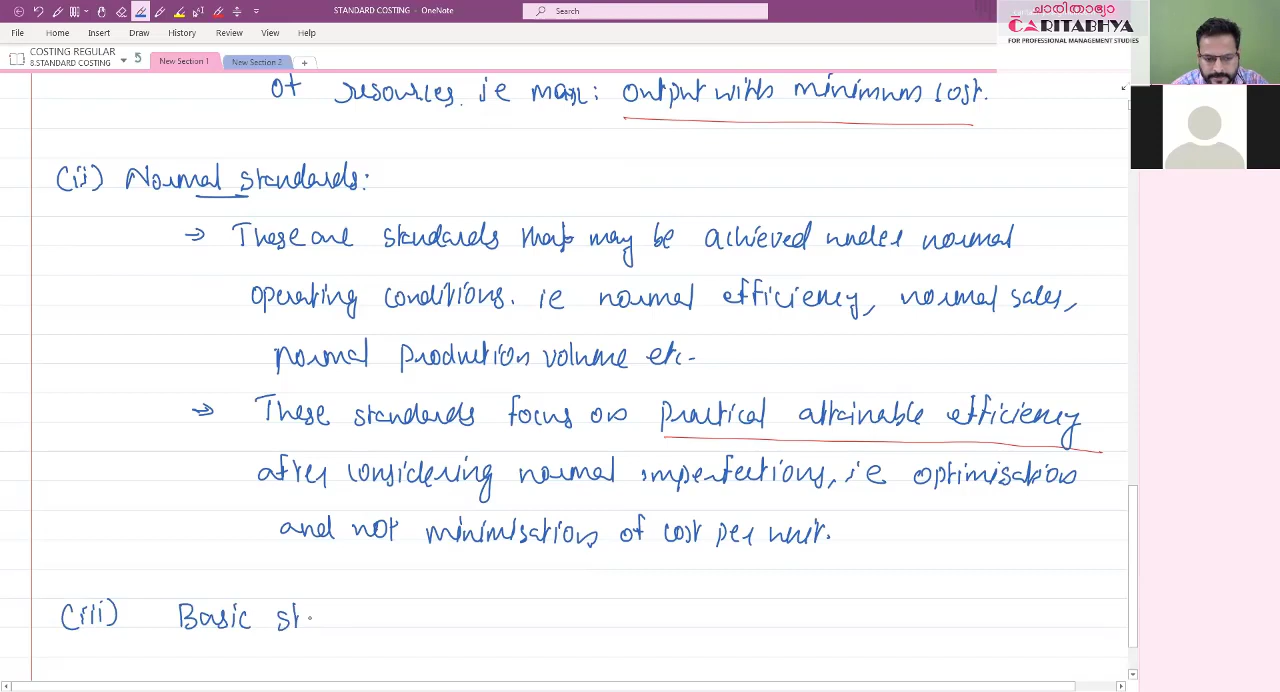 STANDARD COSTING - OneNote
Search
ചാരിതാഭ്യാ
CARITABHYA
FOR PROFESSIONAL MANAGEMENT STUDIES
File Home Insert Draw History Review View Help
COSTING REGULAR
8.STANDARD COSTING
New Section 1 New Section 2
of resources. ie max: output with minimum cost.
(ii) Normal standards:
→ These are standards that may be achieved under normal
operating conditions. ie normal efficiency, normal sales,
normal production volume etc-
→ These standards focus on practical attainable efficiency
after considering normal imperfections, ie optimisation
and not minimisation of cost per unit.
(iii) Basic st